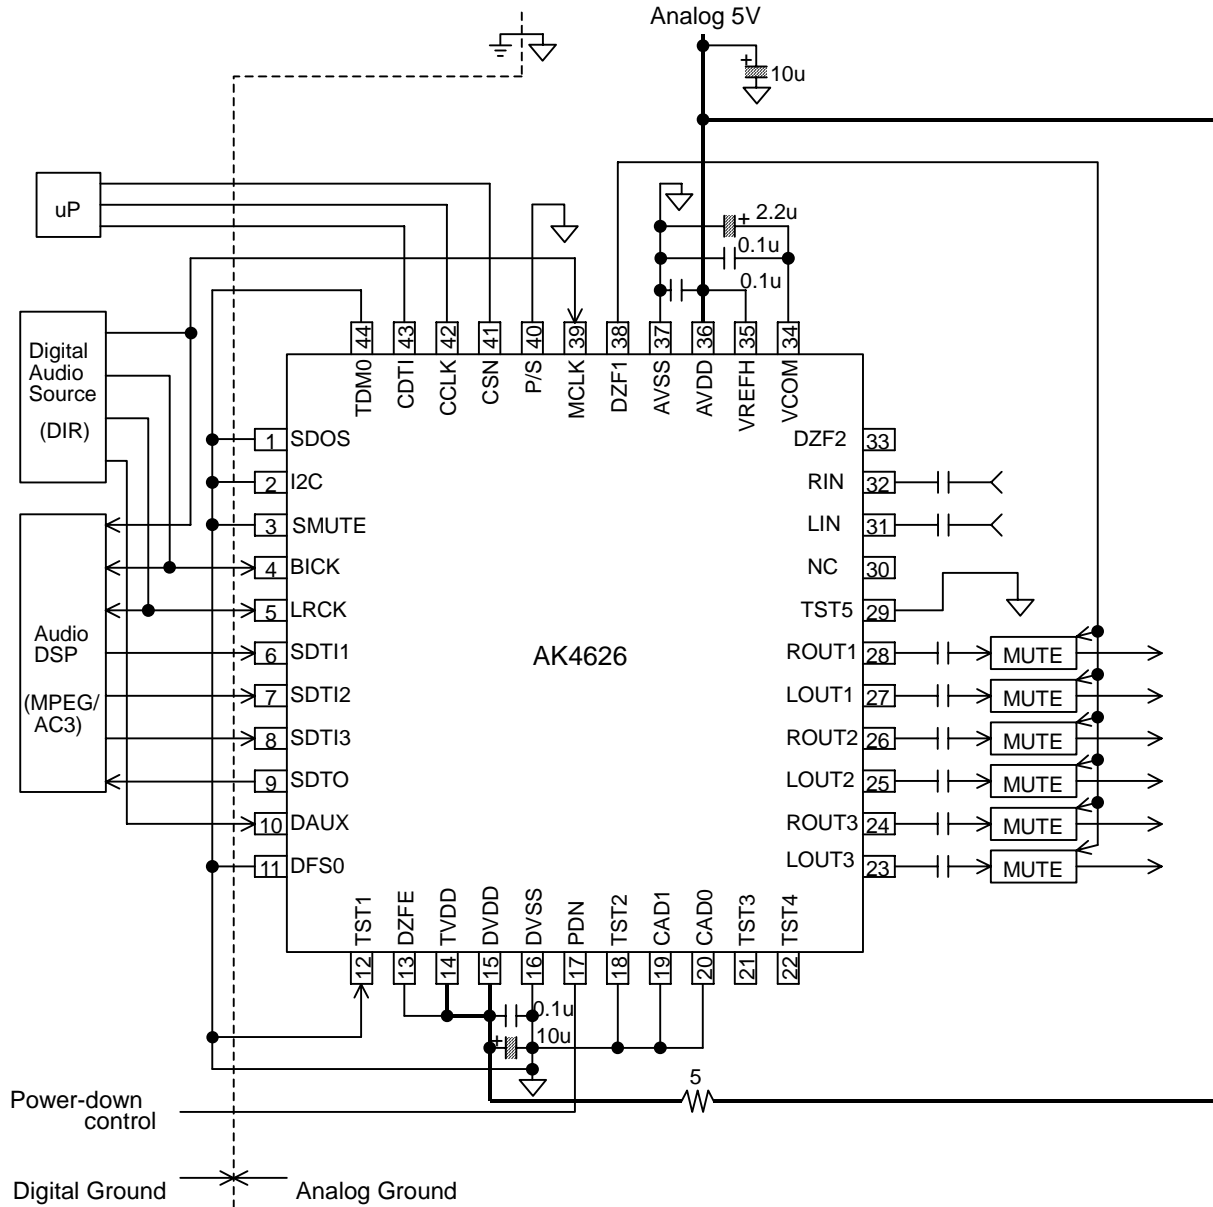 Analog 5V
+
10u
uP
+ 2.2u
0.1u
0.1u
44
43
42
41
40
39
38
37
36
35
34
TDM0
CDTI
CCLK
CSN
P/S
MCLK
DZF1
AVSS
AVDD
VREFH
VCOM
Digital
Audio
Source
(DIR)
Audio
DSP
(MPEG/
AC3)
1 SDOS
2 I2C
3 SMUTE
4 BICK
5 LRCK
6 SDTI1
7 SDTI2
8 SDTI3
9 SDTO
10 DAUX
11 DFS0
AK4626
DZF2 33
RIN 32
LIN 31
NC 30
TST5 29
ROUT1 28 MUTE
LOUT1 27 MUTE
ROUT2 26 MUTE
LOUT2 25 MUTE
ROUT3 24 MUTE
LOUT3 23 MUTE
TST1
DZFE
TVDD
DVDD
DVSS
PDN
TST2
CAD1
CAD0
TST3
TST4
12
13
14
15
16
17
18
19
20
21
22
0.1u
+ 10u
5
Power-down
control
Digital Ground
Analog Ground